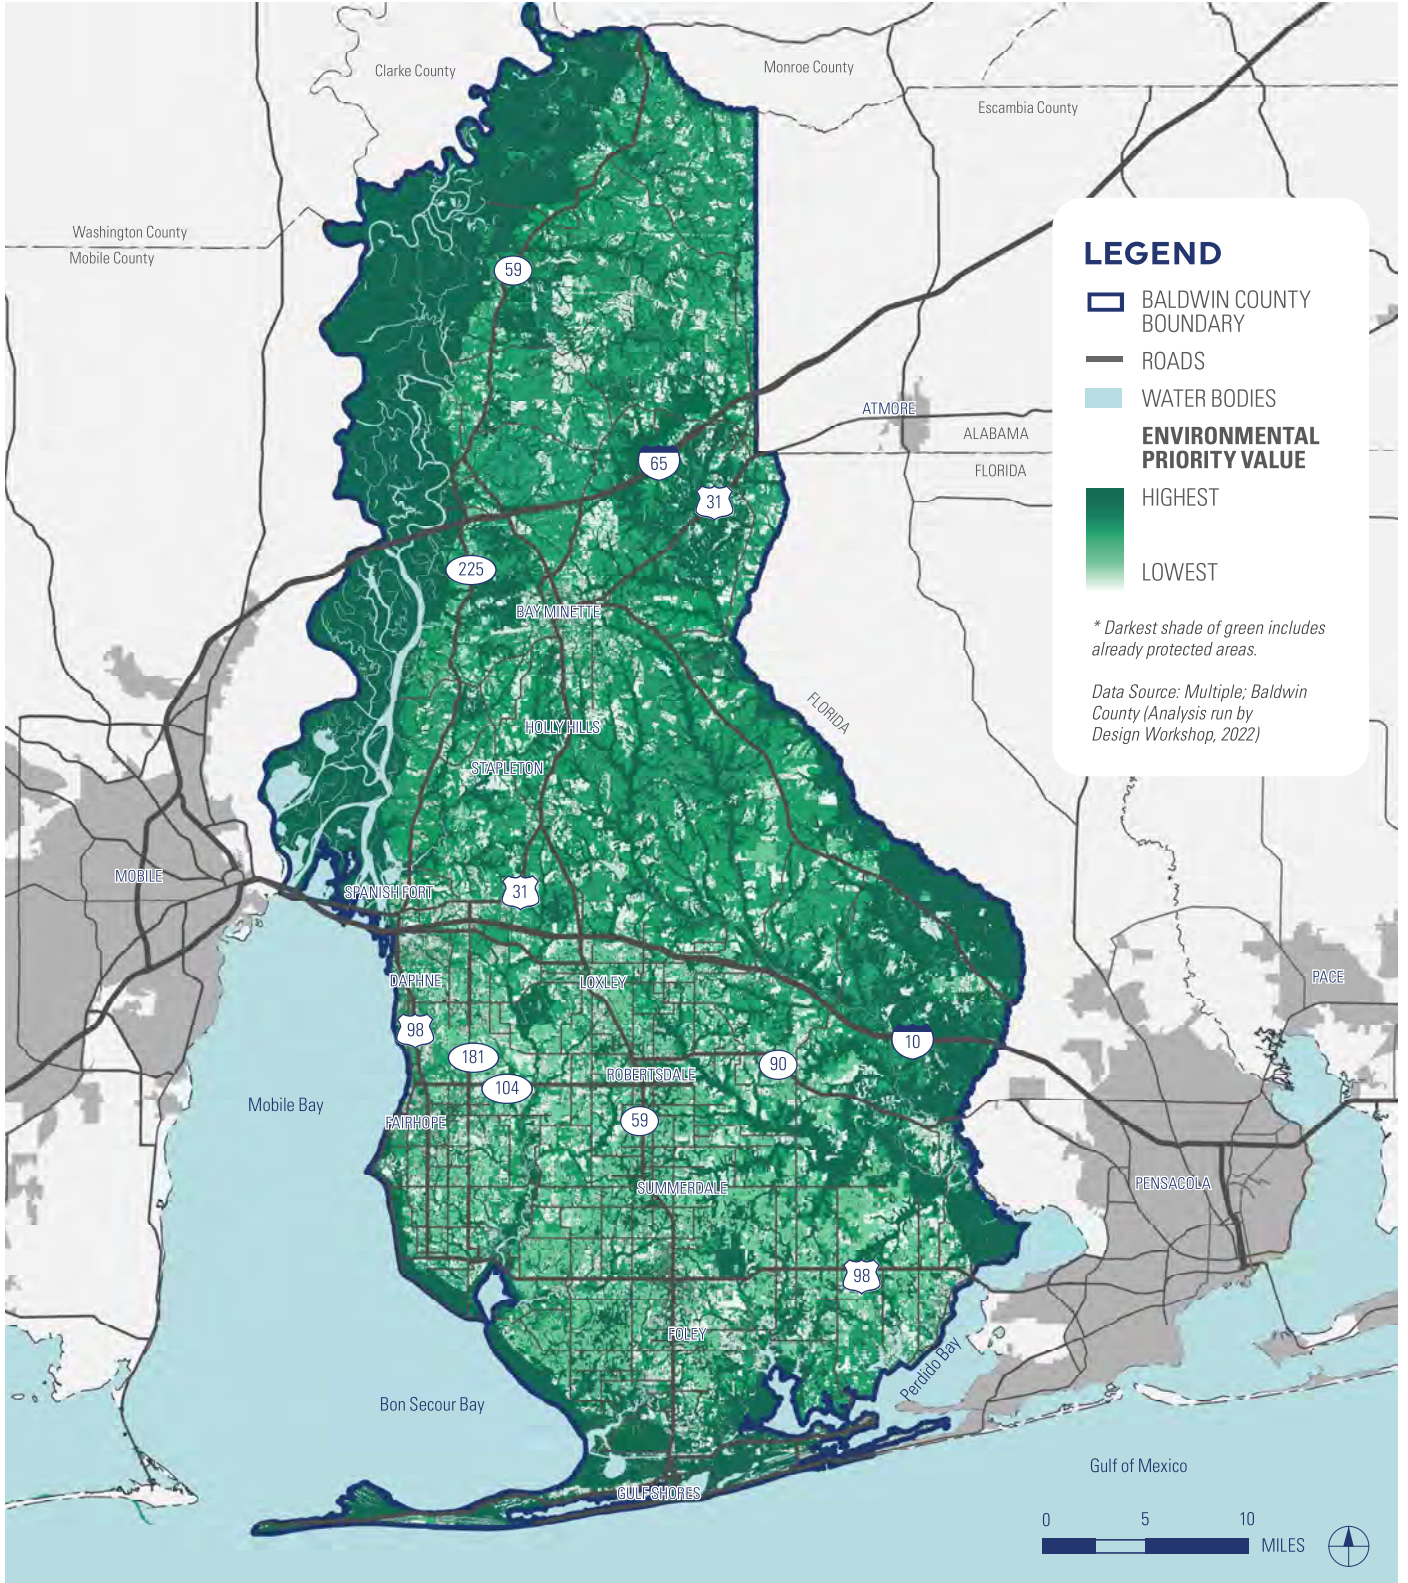 Clarke County
Monroe County
Escambia County
Washington County
Mobile County
59
LEGEND
BALDWIN COUNTY
BOUNDARY
ROADS
WATER BODIES
ENVIRONMENTAL
PRIORITY VALUE
HIGHEST
LOWEST
* Darkest shade of green includes
already protected areas.
Data Source: Multiple; Baldwin
County (Analysis run by
Design Workshop, 2022)
ATMORE
ALABAMA
FLORIDA
65
31
225
BAY MINETTE
FLORIDA
HOLLY HILLS
STAPLETON
MOBILE
SPANISH FORT
31
DAPHNE
LOXLEY
PACE
98
10
181
90
104
ROBERTSDALE
Mobile Bay
FAIRHOPE
59
SUMMERDALE
PENSACOLA
98
FOLEY
Perdido Bay
Bon Secour Bay
Gulf of Mexico
GULF SHORES
0 5 10
MILES